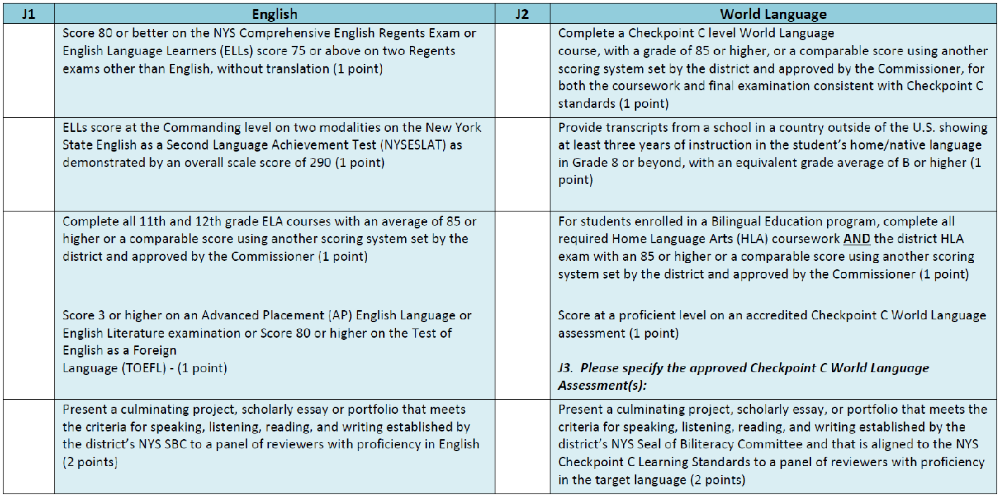 J1
English
J2
World Language
Score 80 or better on the NYS Comprehensive English Regents Exam or
English Language Learners (ELLs) score 75 or above on two Regents
exams other than English, without translation (1 point)
Complete a Checkpoint C level World Language
course, with a grade of 85 or higher, or a comparable score using another
scoring system set by the district and approved by the Commissioner, for
both the coursework and final examination consistent with Checkpoint C
standards (1 point)
ELLs score at the Commanding level on two modalities on the New York
State English as a Second Language Achievement Test (NYSESLAT) as
demonstrated by an overall scale score of 290 (1 point)
Provide transcripts from a school in a country outside of the U.S. showing
at least three years of instruction in the student's home/native language
in Grade 8 or beyond, with an equivalent grade average of B or higher (1
point)
Complete all 11th and 12th grade ELA courses with an average of 85 or
higher or a comparable score using another scoring system set by the
district and approved by the Commissioner (1 point)
For students enrolled in a Bilingual Education program, complete all
required Home Language Arts (HLA) coursework AND the district HLA
exam with an 85 or higher or a comparable score using another scoring
system set by the district and approved by the Commissioner (1 point)
Score 3 or higher on an Advanced Placement (AP) English Language or
English Literature examination or Score 80 or higher on the Test of
English as a Foreign
Language (TOEFL) - (1 point)
Score at a proficient level on an accredited Checkpoint C World Language
assessment (1 point)
J3. Please specify the approved Checkpoint C World Language
Assessment(s):
Present a culminating project, scholarly essay or portfolio that meets
the criteria for speaking, listening, reading, and writing established by
the district's NYS SBC to a panel of reviewers with proficiency in English
(2 points)
Present a culminating project, scholarly essay, or portfolio that meets the
criteria for speaking, listening, reading, and writing established by the
district's NYS Seal of Biliteracy Committee and that is aligned to the NYS
Checkpoint C Learning Standards to a panel of reviewers with proficiency
in the target language (2 points)